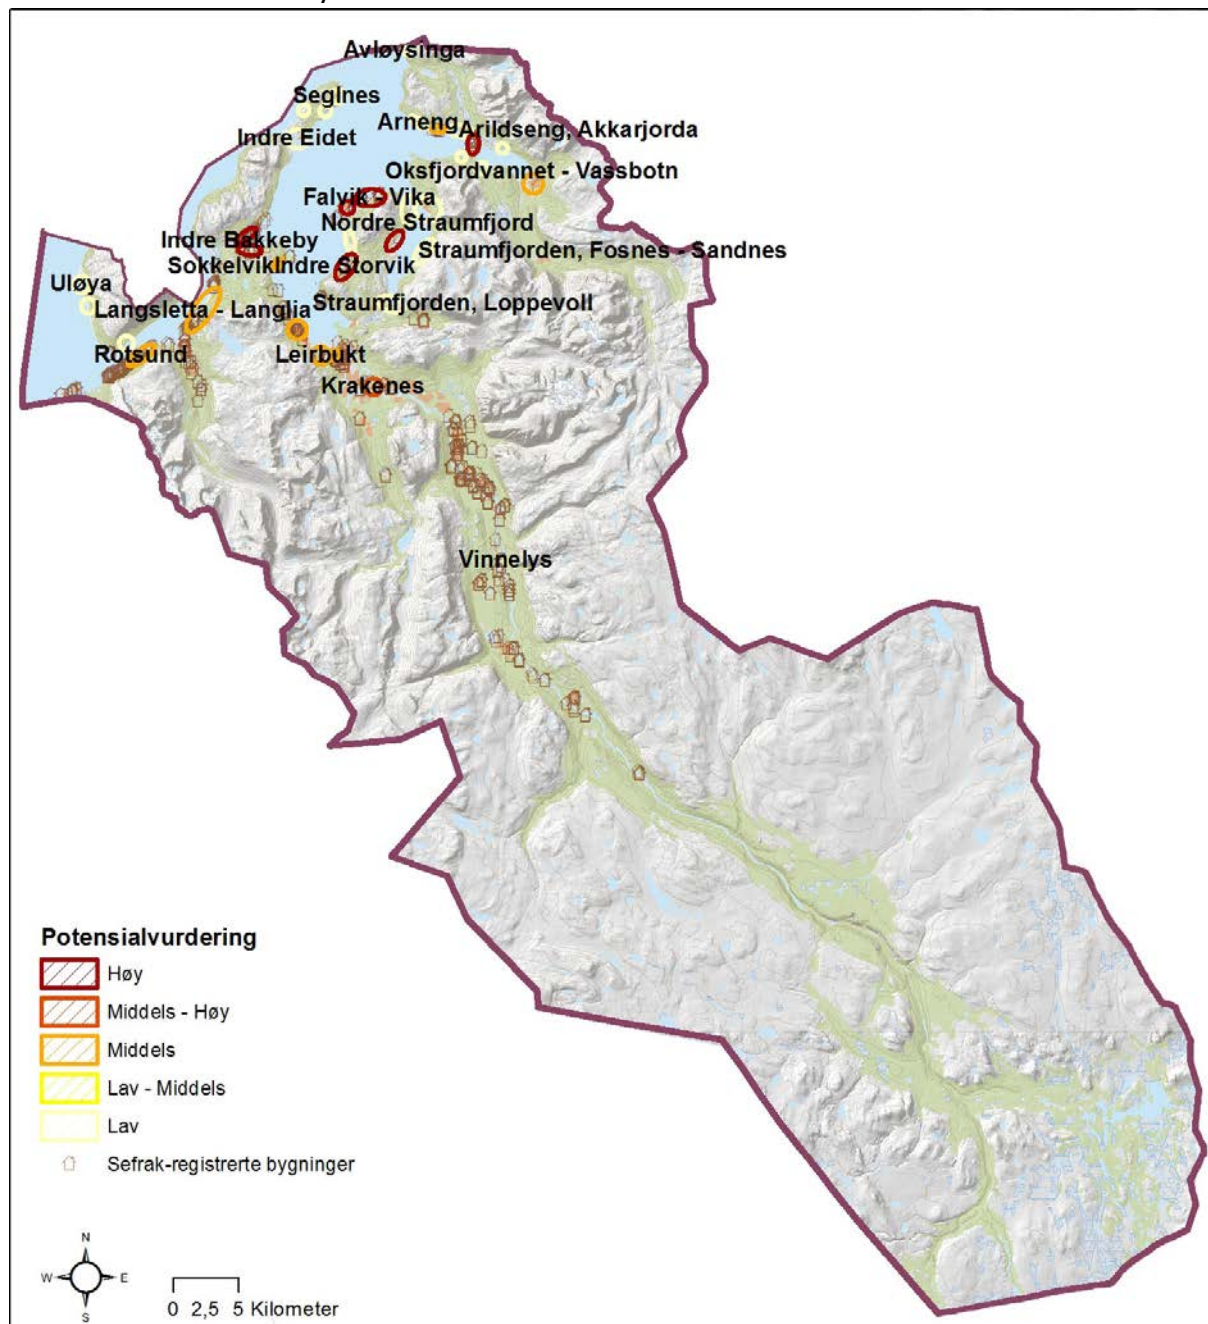 Avløysinga
Seglnes
Arneng
Arildseng, Akkarjorda
Indre Eidet
Oksfjordvannet - Vassbotn
Falvik - Vika
Nordre Straumfjord
Indre Bakkeby
Straumfjorden, Fosnes - Sandnes
Sokkelvik
Indre Storvik
Uløya
Langsletta - Langlia
Straumfjorden, Loppevoll
Rotsund
Leirbukt
Krakenes
Vinnelys
Potensialvurdering
Høy
Middels - Høy
Middels
Lav - Middels
Lav
Sefrak-registrerte bygninger
N
W
E
S
0 2,5 5 Kilometer